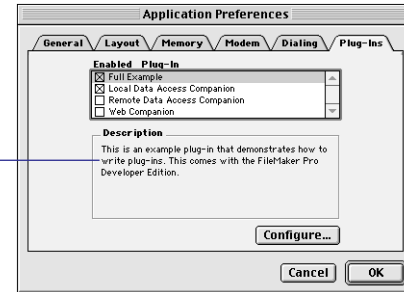 Application Preferences
General Layout Memory Modem Dialing Plug-Ins
Enabled Plug-In
Full Example
Local Data Access Companion
Remote Data Access Companion
Web Companion
Description
This is an example plug-in that demonstrates how to
write plug-ins. This comes with the FileMaker Pro
Developer Edition.
Configure...
Cancel OK